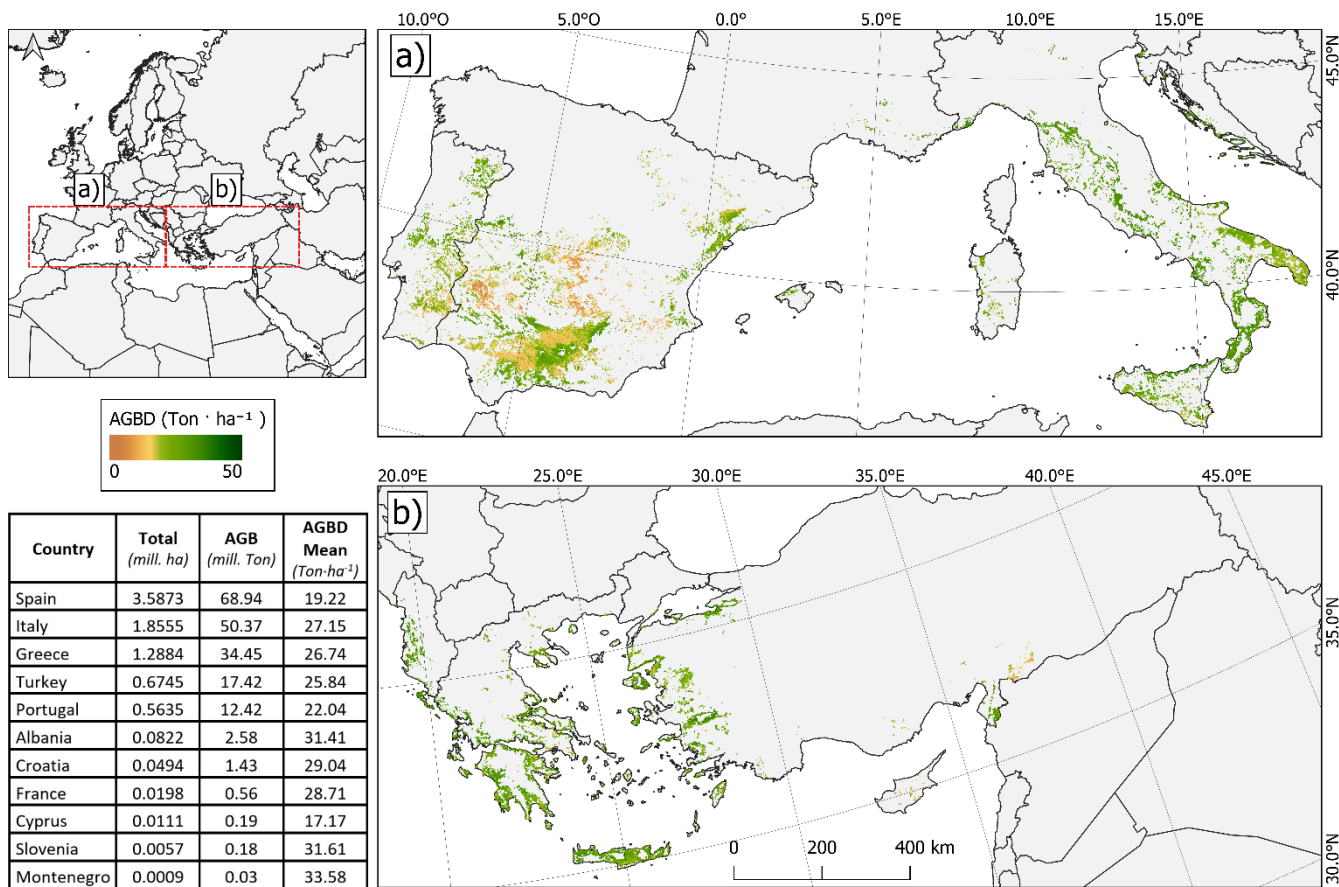 10.0°O 5.0°O 0.0° 5.0°E 10.0°E 15.0°E
a)
45.0°N
40.0°N
a) b)
AGBD (Ton · ha⁻¹ )
0 50
20.0°E 25.0°E 30.0°E 35.0°E 40.0°E 45.0°E
b)
35.0°N
30.0°N
0 200 400 km
Country Total (mill. ha) AGB (mill. Ton) AGBD Mean (Ton·ha⁻¹)
Spain 3.5873 68.94 19.22
Italy 1.8555 50.37 27.15
Greece 1.2884 34.45 26.74
Turkey 0.6745 17.42 25.84
Portugal 0.5635 12.42 22.04
Albania 0.0822 2.58 31.41
Croatia 0.0494 1.43 29.04
France 0.0198 0.56 28.71
Cyprus 0.0111 0.19 17.17
Slovenia 0.0057 0.18 31.61
Montenegro 0.0009 0.03 33.58